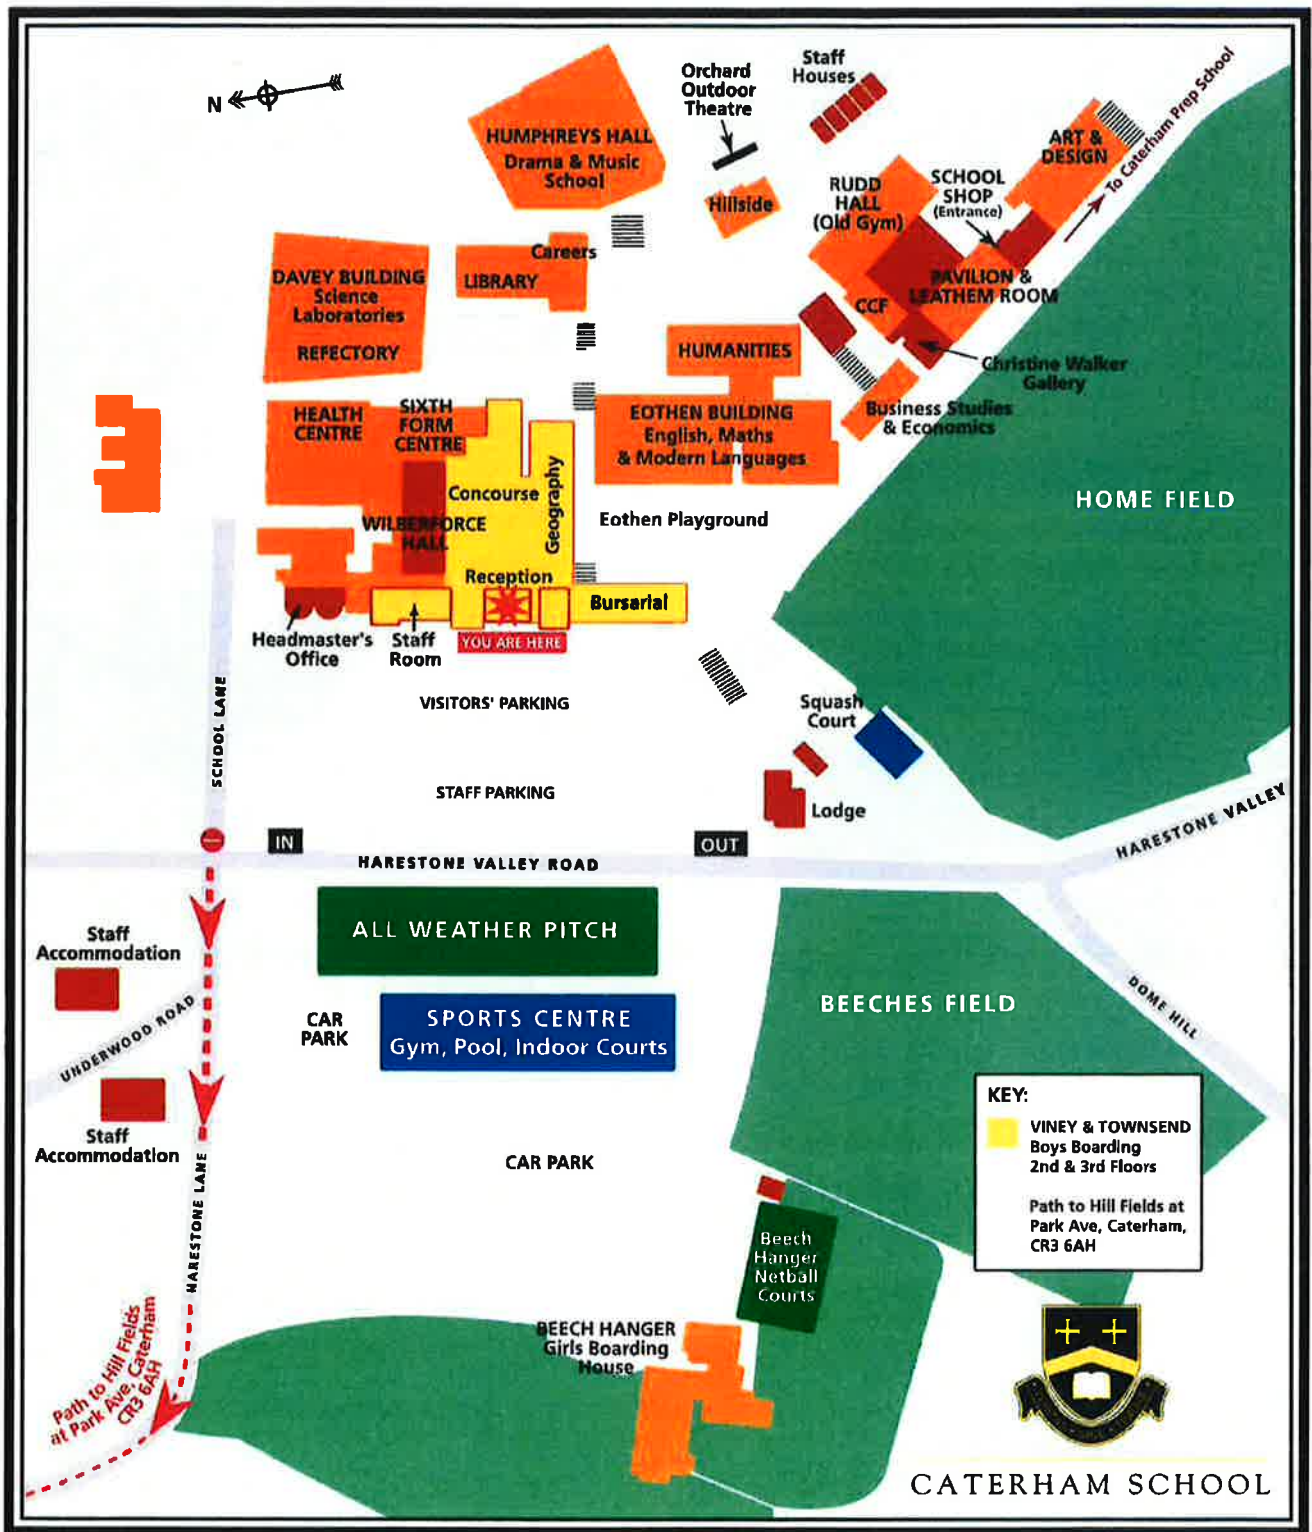 N
HUMPHREYS HALL
Drama & Music
School
Orchard
Outdoor
Theatre
Staff
Houses
Hillside
RUDD
HALL
(Old Gym)
SCHOOL
SHOP
(Entrance)
ART &
DESIGN
To Caterham Prep School
DAVEY BUILDING
Science
Laboratories
REFECTORY
Careers
LIBRARY
CCF
PAVILION &
LEATHEM ROOM
Christine Walker
Gallery
HUMANITIES
Business Studies
& Economics
HEALTH
CENTRE
SIXTH
FORM
CENTRE
EOTHEN BUILDING
English, Maths
& Modern Languages
Concourse
Geography
WILBERFORCE
HALL
Eothen Playground
HOME FIELD
Reception
Bursarial
Headmaster's
Office
Staff
Room
YOU ARE HERE
VISITORS' PARKING
SCHOOL LANE
Squash
Court
STAFF PARKING
Lodge
IN
OUT
HARESTONE VALLEY ROAD
HARESTONE VALLEY
ALL WEATHER PITCH
Staff
Accommodation
UNDERWOOD ROAD
CAR
PARK
SPORTS CENTRE
Gym, Pool, Indoor Courts
BEECHES FIELD
DOME HILL
Staff
Accommodation
CAR PARK
HARESTONE LANE
KEY:
VINEY & TOWNSEND
Boys Boarding
2nd & 3rd Floors
Path to Hill Fields at
Park Ave, Caterham,
CR3 6AH
Beech
Hanger
Netball
Courts
BEECH HANGER
Girls Boarding
House
Path to Hill Fields
at Park Ave, Caterham
CR3 6AH
CATERHAM SCHOOL